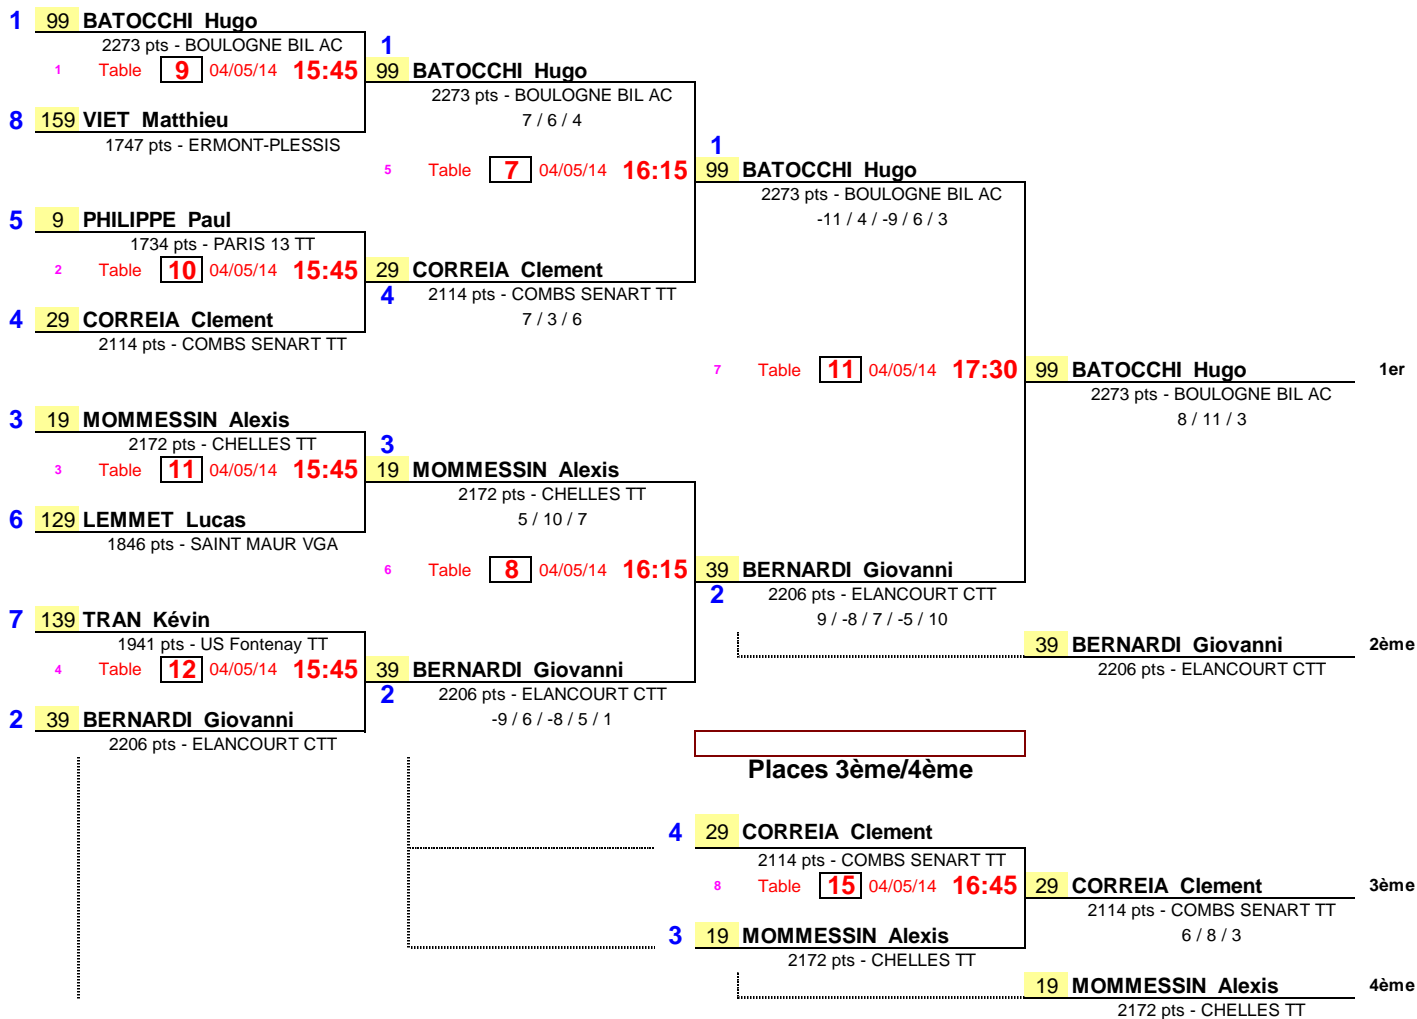 1 99 BATOCCHI Hugo
2273 pts - BOULOGNE BIL AC
1 Table 9 04/05/14 15:45
8 159 VIET Matthieu
1747 pts - ERMONT-PLESSIS
5 9 PHILIPPE Paul
1734 pts - PARIS 13 TT
2 Table 10 04/05/14 15:45
4 29 CORREIA Clement
2114 pts - COMBS SENART TT
3 19 MOMMESSIN Alexis
2172 pts - CHELLES TT
3 Table 11 04/05/14 15:45
6 129 LEMMET Lucas
1846 pts - SAINT MAUR VGA
7 139 TRAN Kévin
1941 pts - US Fontenay TT
4 Table 12 04/05/14 15:45
2 39 BERNARDI Giovanni
2206 pts - ELANCOURT CTT
1
99 BATOCCHI Hugo
2273 pts - BOULOGNE BIL AC
7 / 6 / 4
5 Table 7 04/05/14 16:15
29 CORREIA Clement
4 2114 pts - COMBS SENART TT
7 / 3 / 6
3
19 MOMMESSIN Alexis
2172 pts - CHELLES TT
5 / 10 / 7
6 Table 8 04/05/14 16:15
39 BERNARDI Giovanni
2 2206 pts - ELANCOURT CTT
-9 / 6 / -8 / 5 / 1
1
99 BATOCCHI Hugo
2273 pts - BOULOGNE BIL AC
-11 / 4 / -9 / 6 / 3
7 Table 11 04/05/14 17:30
39 BERNARDI Giovanni
2 2206 pts - ELANCOURT CTT
9 / -8 / 7 / -5 / 10
99 BATOCCHI Hugo 1er
2273 pts - BOULOGNE BIL AC
8 / 11 / 3
39 BERNARDI Giovanni 2ème
2206 pts - ELANCOURT CTT
Places 3ème/4ème
4 29 CORREIA Clement
2114 pts - COMBS SENART TT
8 Table 15 04/05/14 16:45
3 19 MOMMESSIN Alexis
2172 pts - CHELLES TT
29 CORREIA Clement 3ème
2114 pts - COMBS SENART TT
6 / 8 / 3
19 MOMMESSIN Alexis 4ème
2172 pts - CHELLES TT